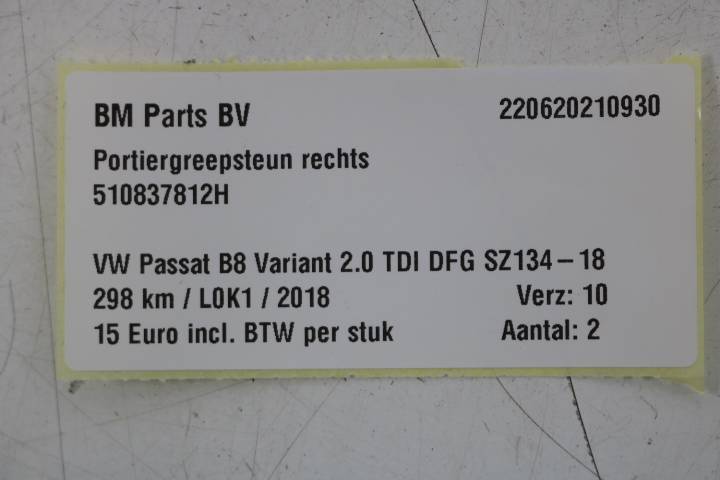 BM Parts BV 220620210930
Portiergreepsteun rechts
510837812H
VW Passat B8 Variant 2.0 TDI DFG SZ134-18
298 km / L0K1 / 2018 Verz: 10
15 Euro incl. BTW per stuk Aantal: 2